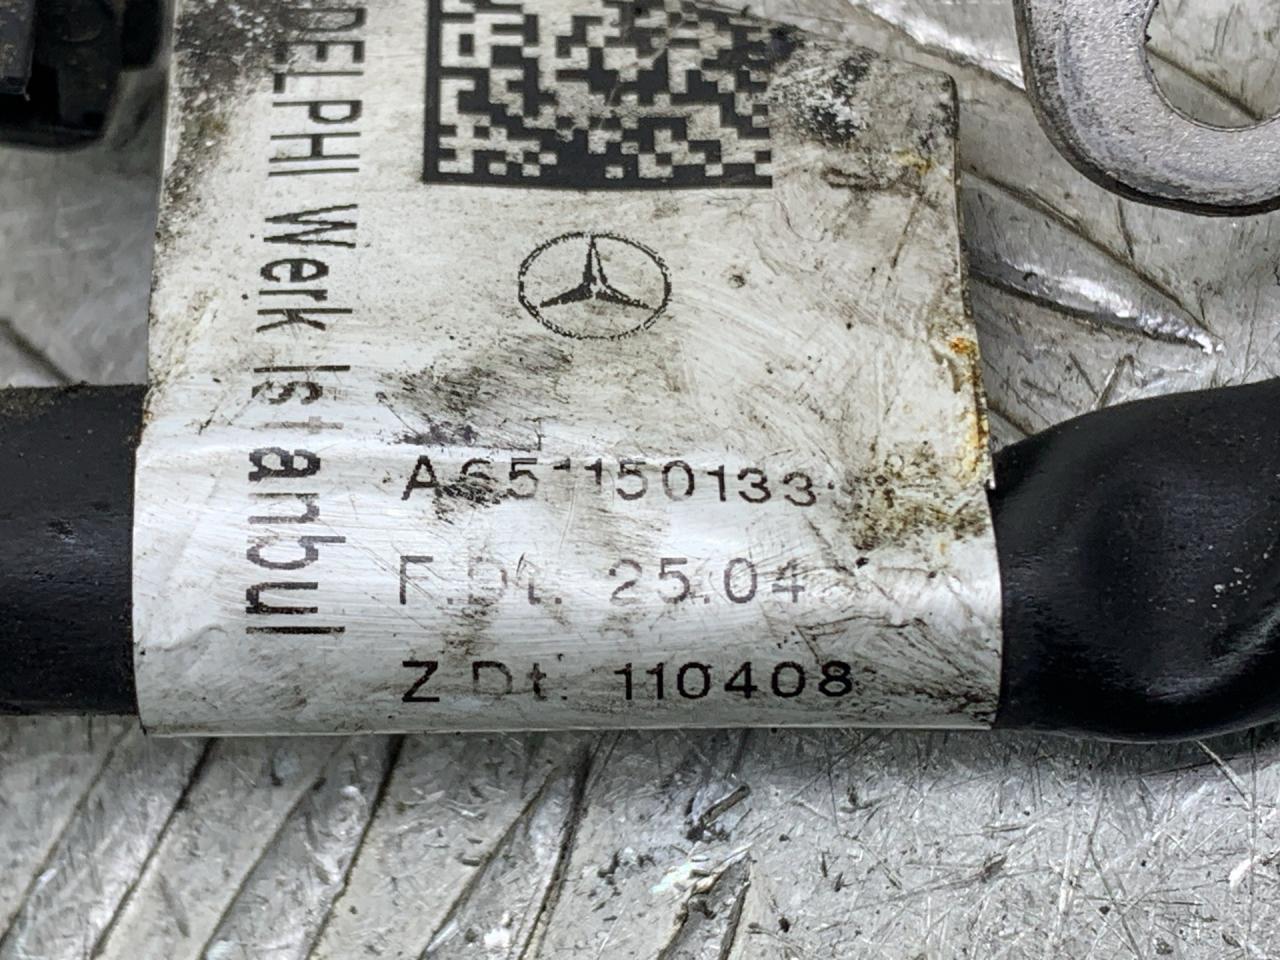 DELPHI Werk Istanbul
A651150133
F.Dt. 25.04
Z Dt. 110408